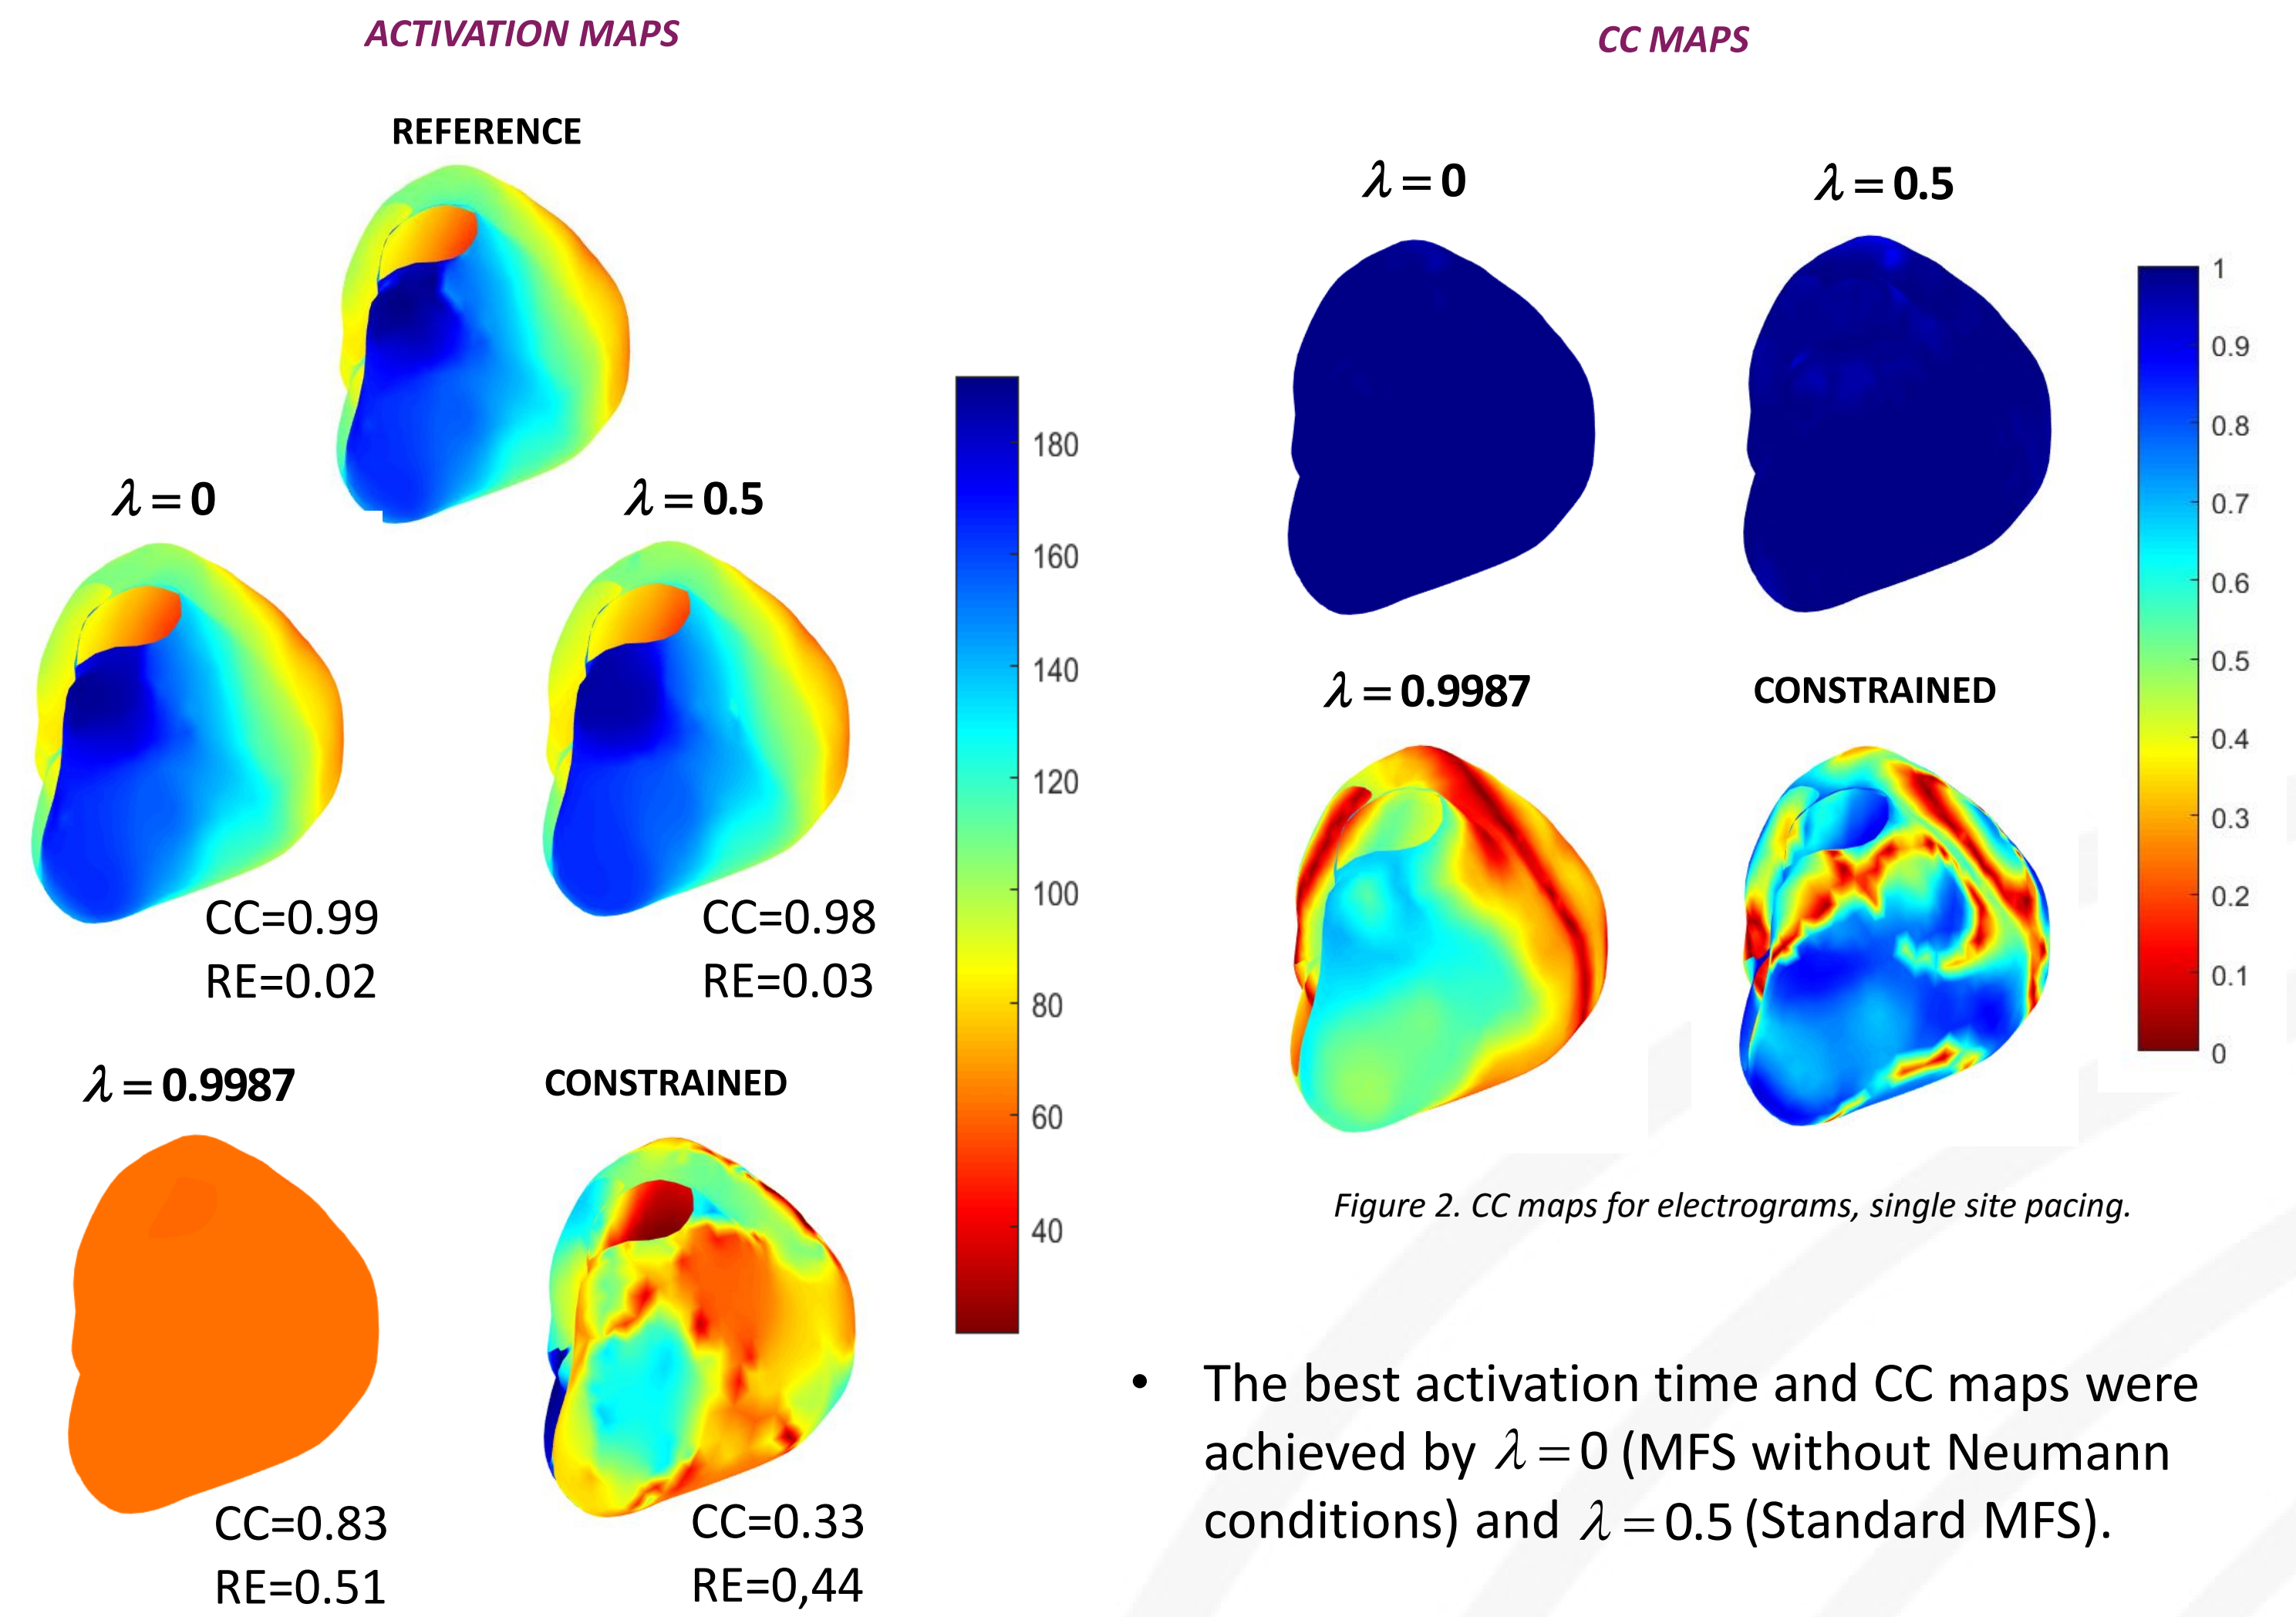 ACTIVATION MAPS
REFERENCE
λ = 0
λ = 0.5
CC=0.99
RE=0.02
CC=0.98
RE=0.03
λ = 0.9987
CONSTRAINED
CC=0.83
RE=0.51
CC=0.33
RE=0,44
180
160
140
120
100
80
60
40
CC MAPS
λ = 0
λ = 0.5
λ = 0.9987
CONSTRAINED
1
0.9
0.8
0.7
0.6
0.5
0.4
0.3
0.2
0.1
0
Figure 2. CC maps for electrograms, single site pacing.
• The best activation time and CC maps were
achieved by λ = 0 (MFS without Neumann
conditions) and λ = 0.5 (Standard MFS).